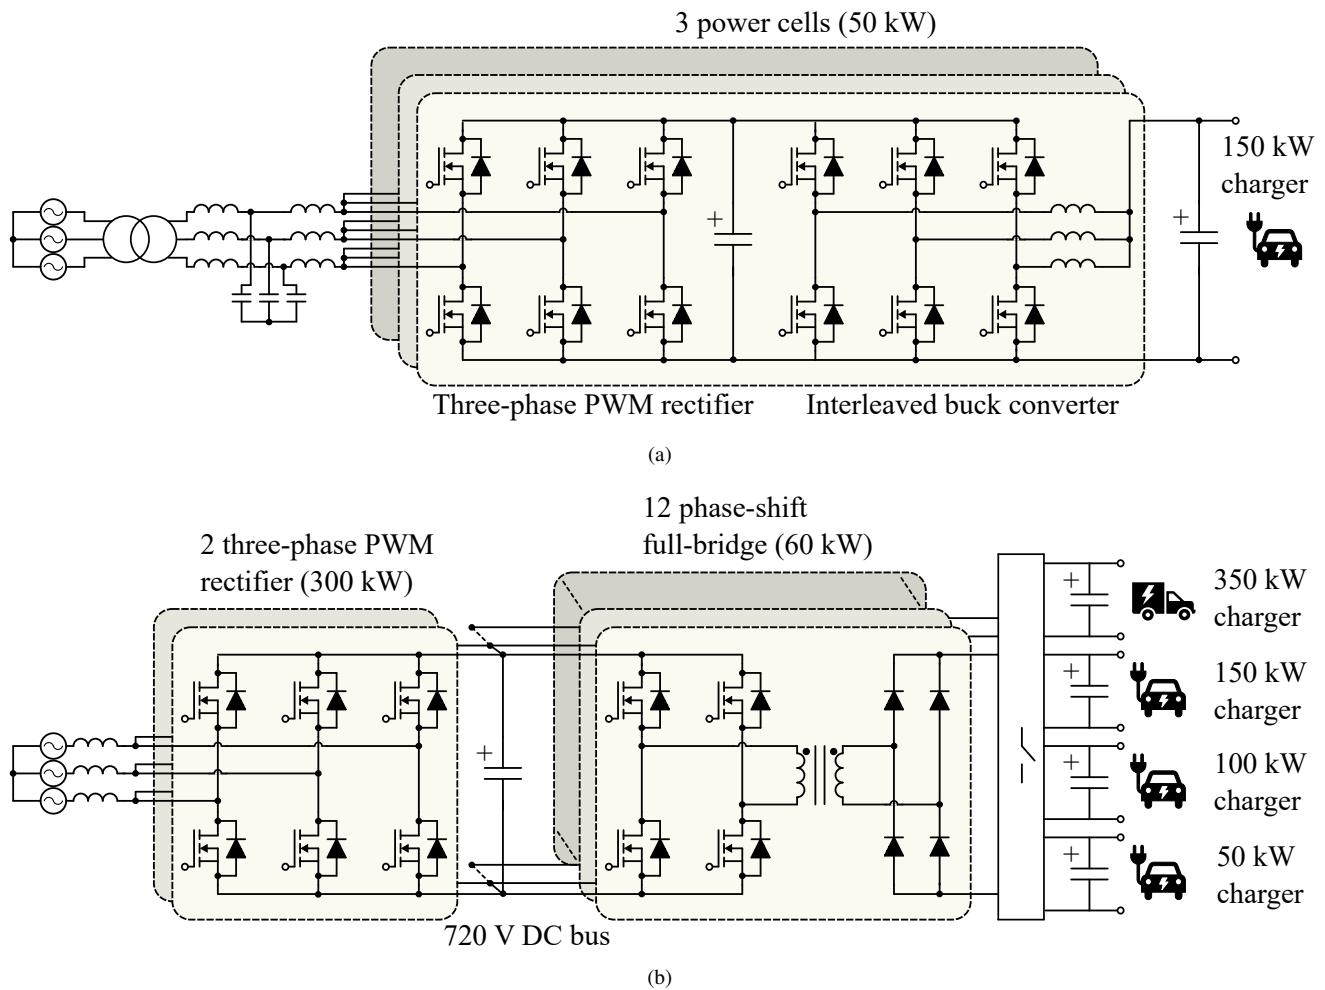 3 power cells (50 kW)
+
+
150 kW
charger
Three-phase PWM rectifier
Interleaved buck converter
(a)
12 phase-shift
full-bridge (60 kW)
2 three-phase PWM
rectifier (300 kW)
+
+
350 kW
charger
+
150 kW
charger
+
100 kW
charger
+
50 kW
charger
720 V DC bus
(b)